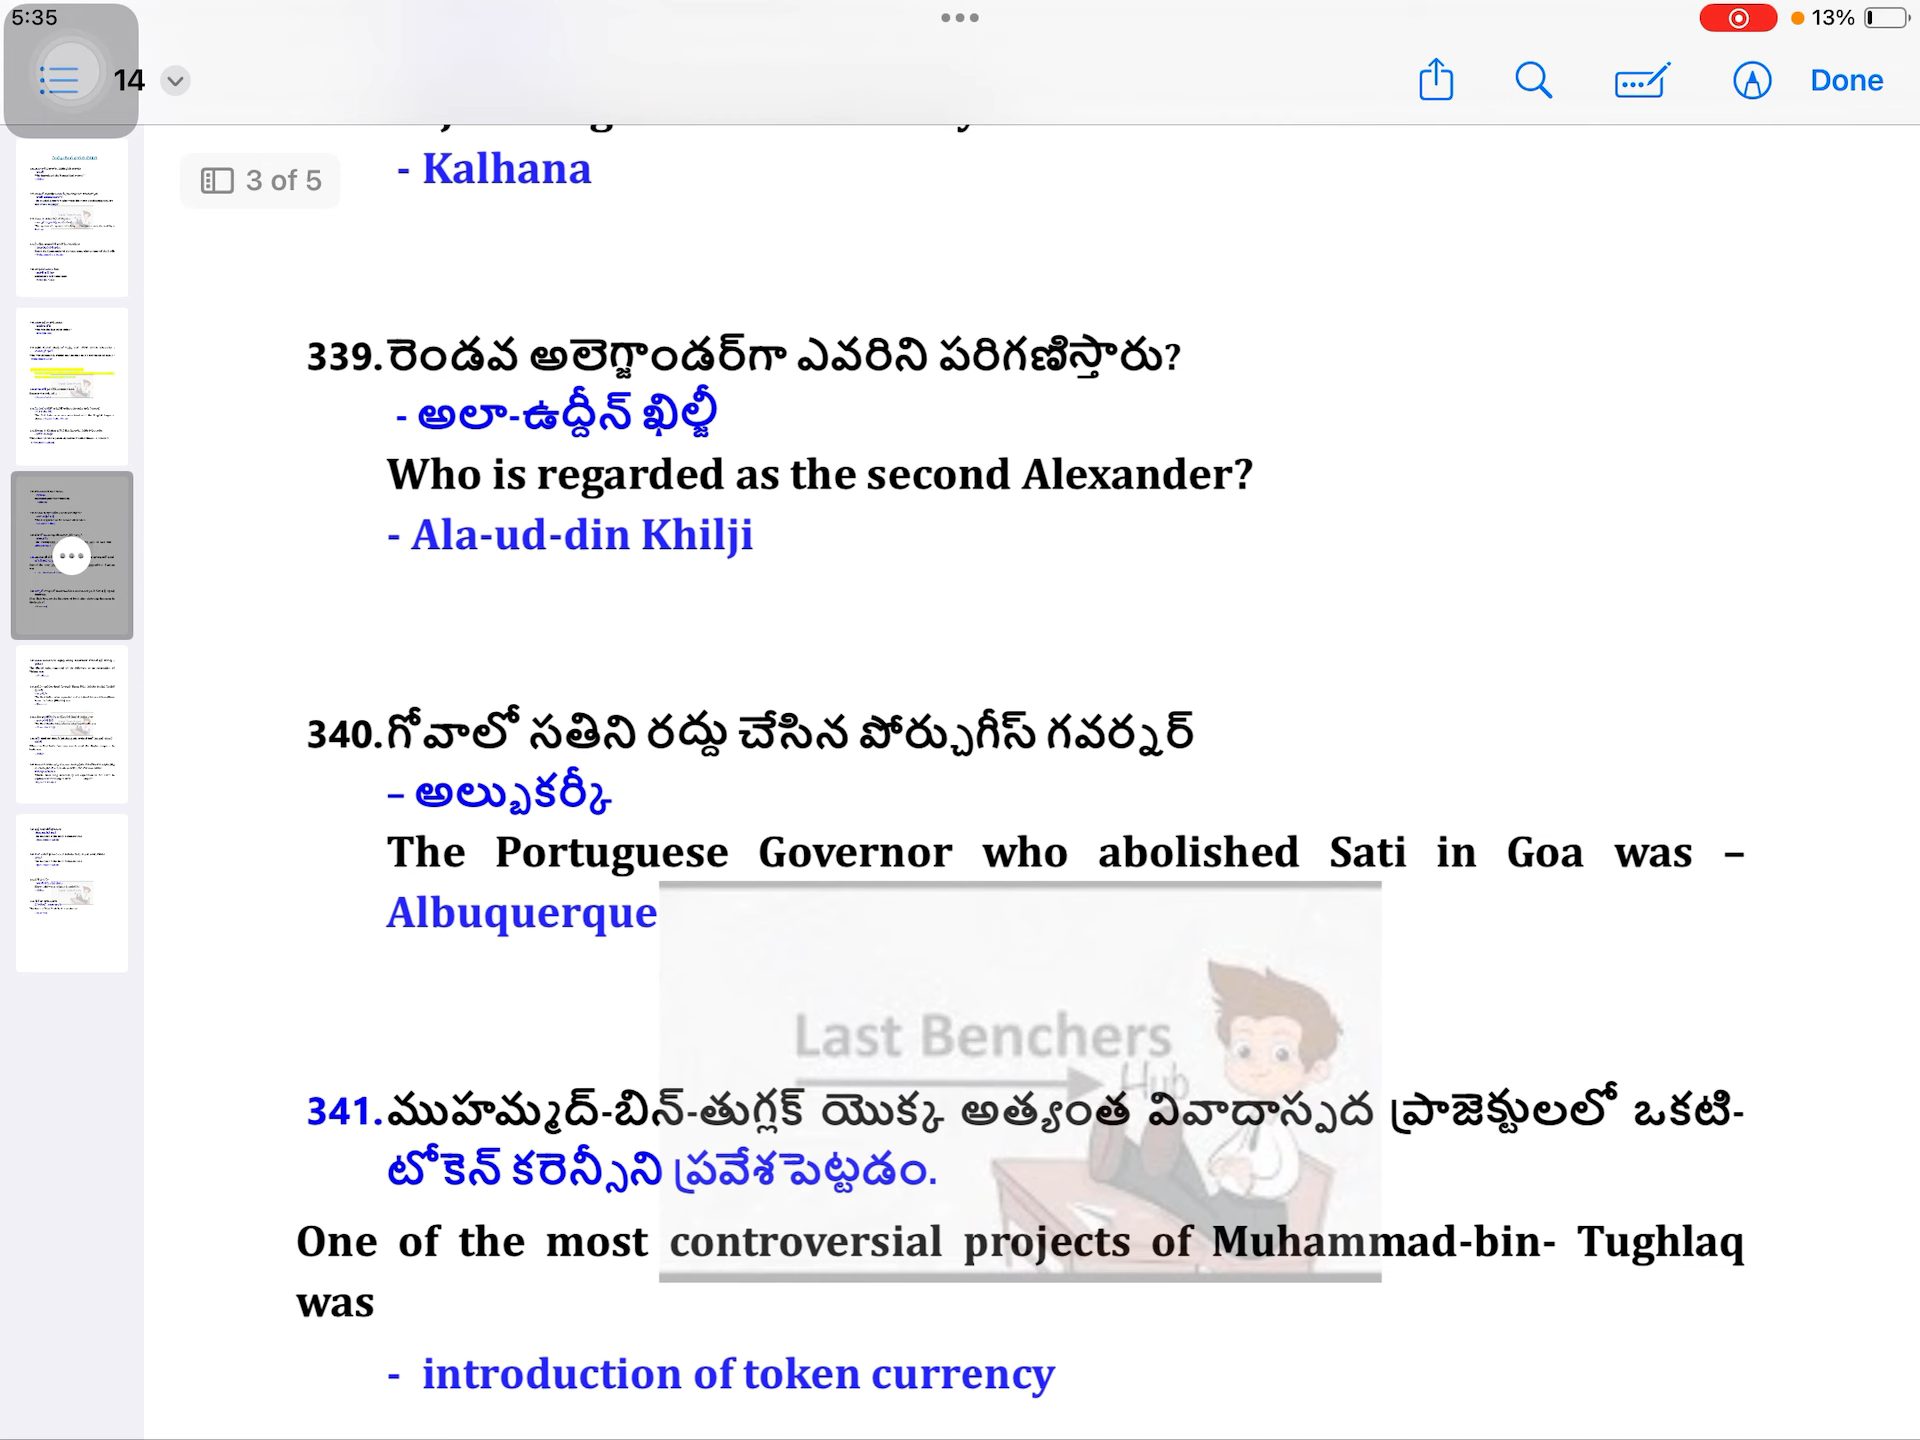 5:35
13%
14
Done
3 of 5
- Kalhana
339.రెండవ అలెగ్జాండర్‌గా ఎవరిని పరిగణిస్తారు?
- అలా-ఉద్దీన్ ఖిల్జీ
Who is regarded as the second Alexander?
- Ala-ud-din Khilji
340.గోవాలో సతిని రద్దు చేసిన పోర్చుగీస్ గవర్నర్
– అల్బుకర్కీ
The Portuguese Governor who abolished Sati in Goa was –
Albuquerque
Last Benchers
Hub
341.ముహమ్మద్-బిన్-తుగ్లక్ యొక్క అత్యంత వివాదాస్పద ప్రాజెక్టులలో ఒకటి-
టోకెన్ కరెన్సీని ప్రవేశపెట్టడం.
One of the most controversial projects of Muhammad-bin- Tughlaq
was
- introduction of token currency